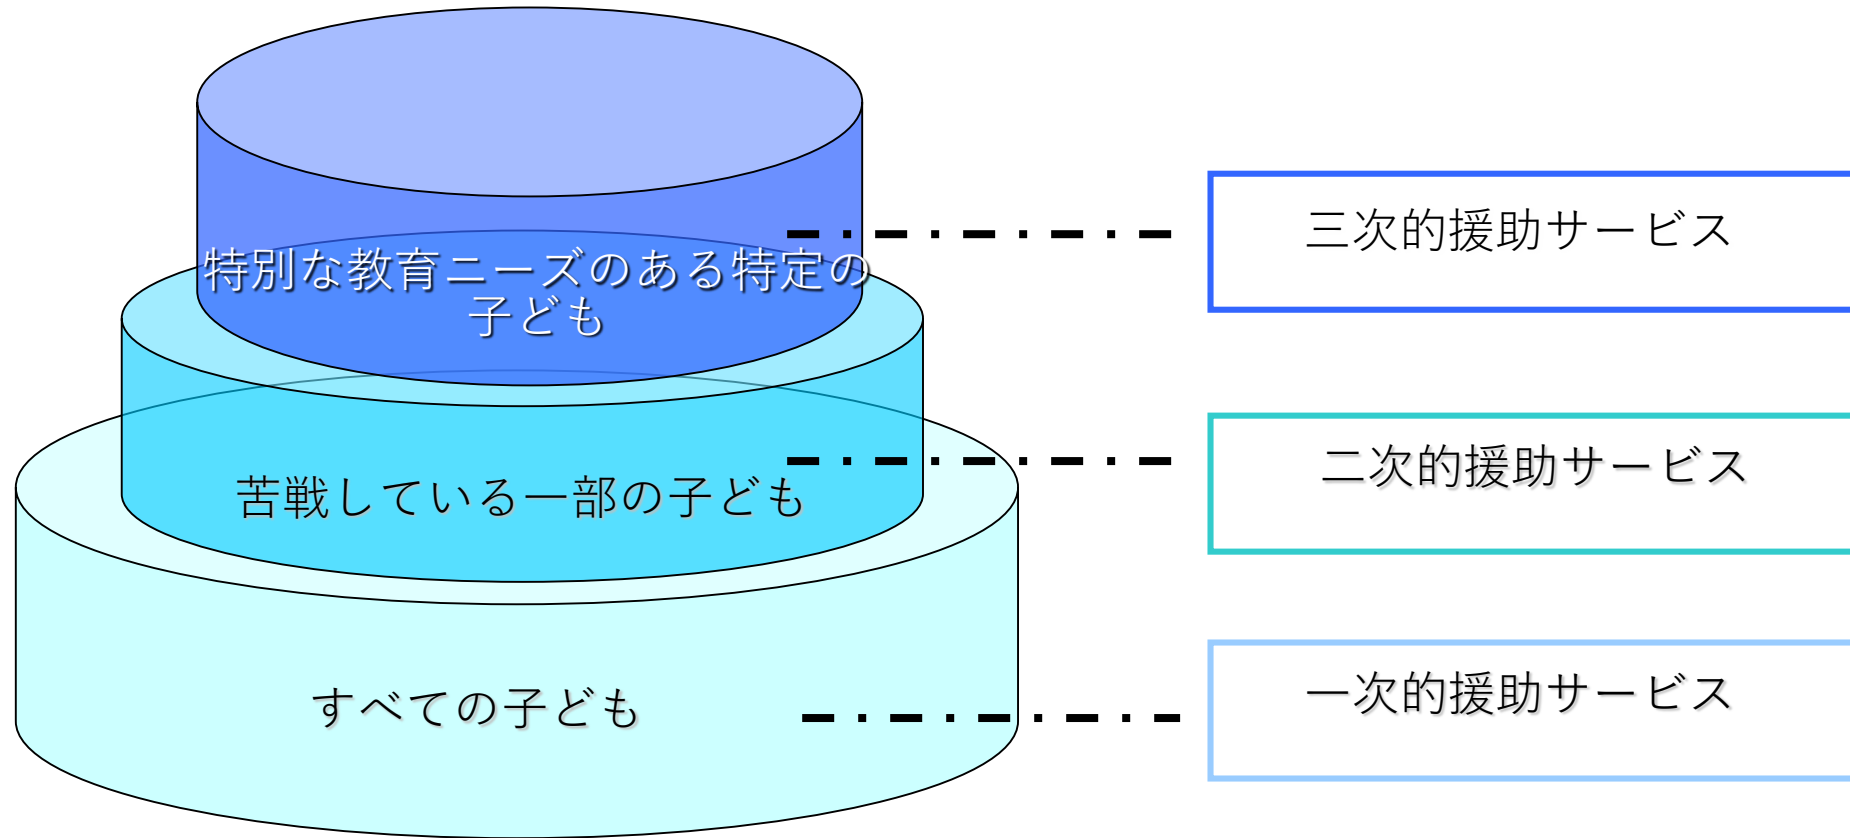 三次的援助サービス
特別な教育ニーズのある特定の
子ども
二次的援助サービス
苦戦している一部の子ども
一次的援助サービス
すべての子ども